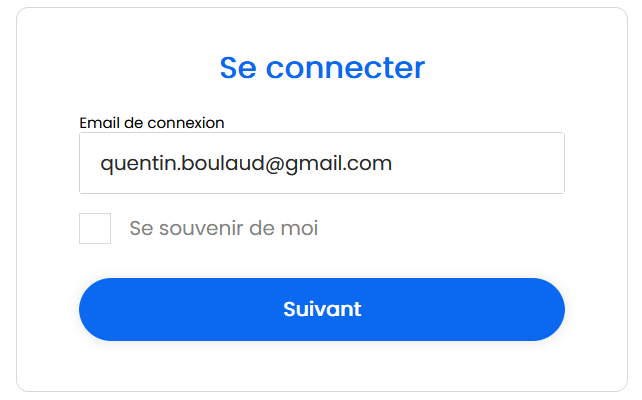 Se connecter
Email de connexion
quentin.boulaud@gmail.com
Se souvenir de moi
Suivant